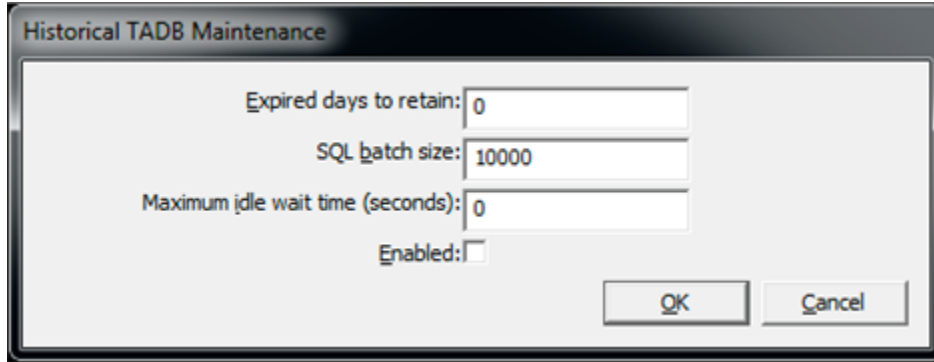 Historical TADB Maintenance
Expired days to retain: 0
SQL batch size: 10000
Maximum idle wait time (seconds): 0
Enabled:
OK Cancel